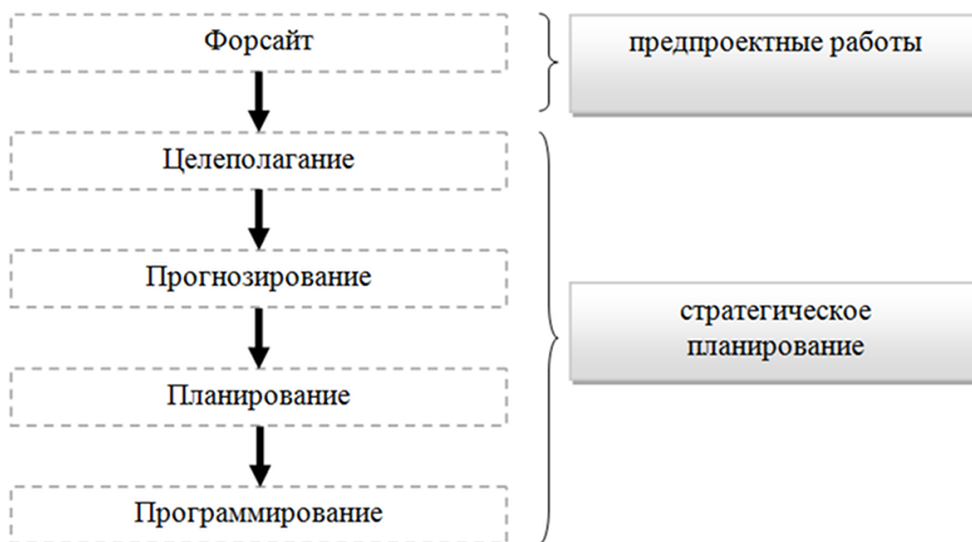 Форсайт
предпроектные работы
Целеполагание
Прогнозирование
стратегическое
планирование
Планирование
Программирование